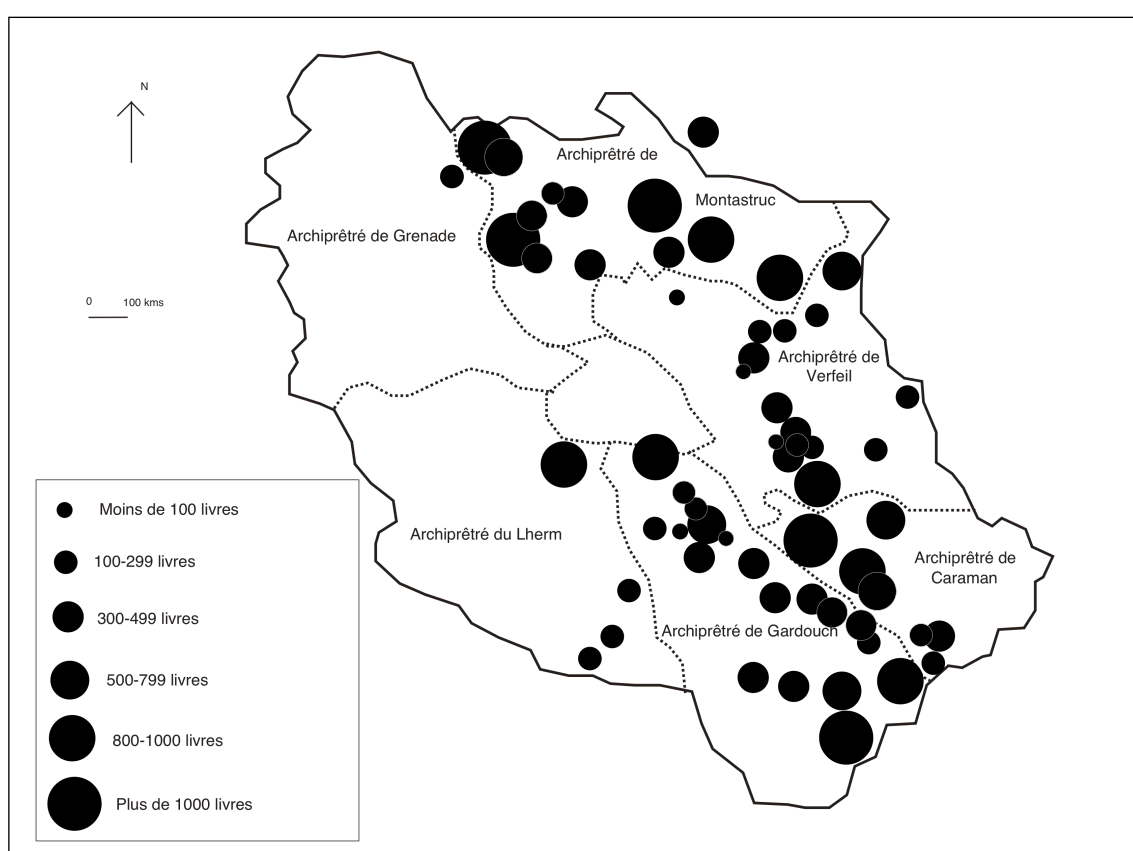 N
Archiprêtré de
Montastruc
Archiprêtré de Grenade
0 100 kms
Archiprêtré de
Verfeil
Archiprêtré du Lherm
Archiprêtré de
Caraman
Archiprêtré de Gardouch
Moins de 100 livres
100-299 livres
300-499 livres
500-799 livres
800-1000 livres
Plus de 1000 livres